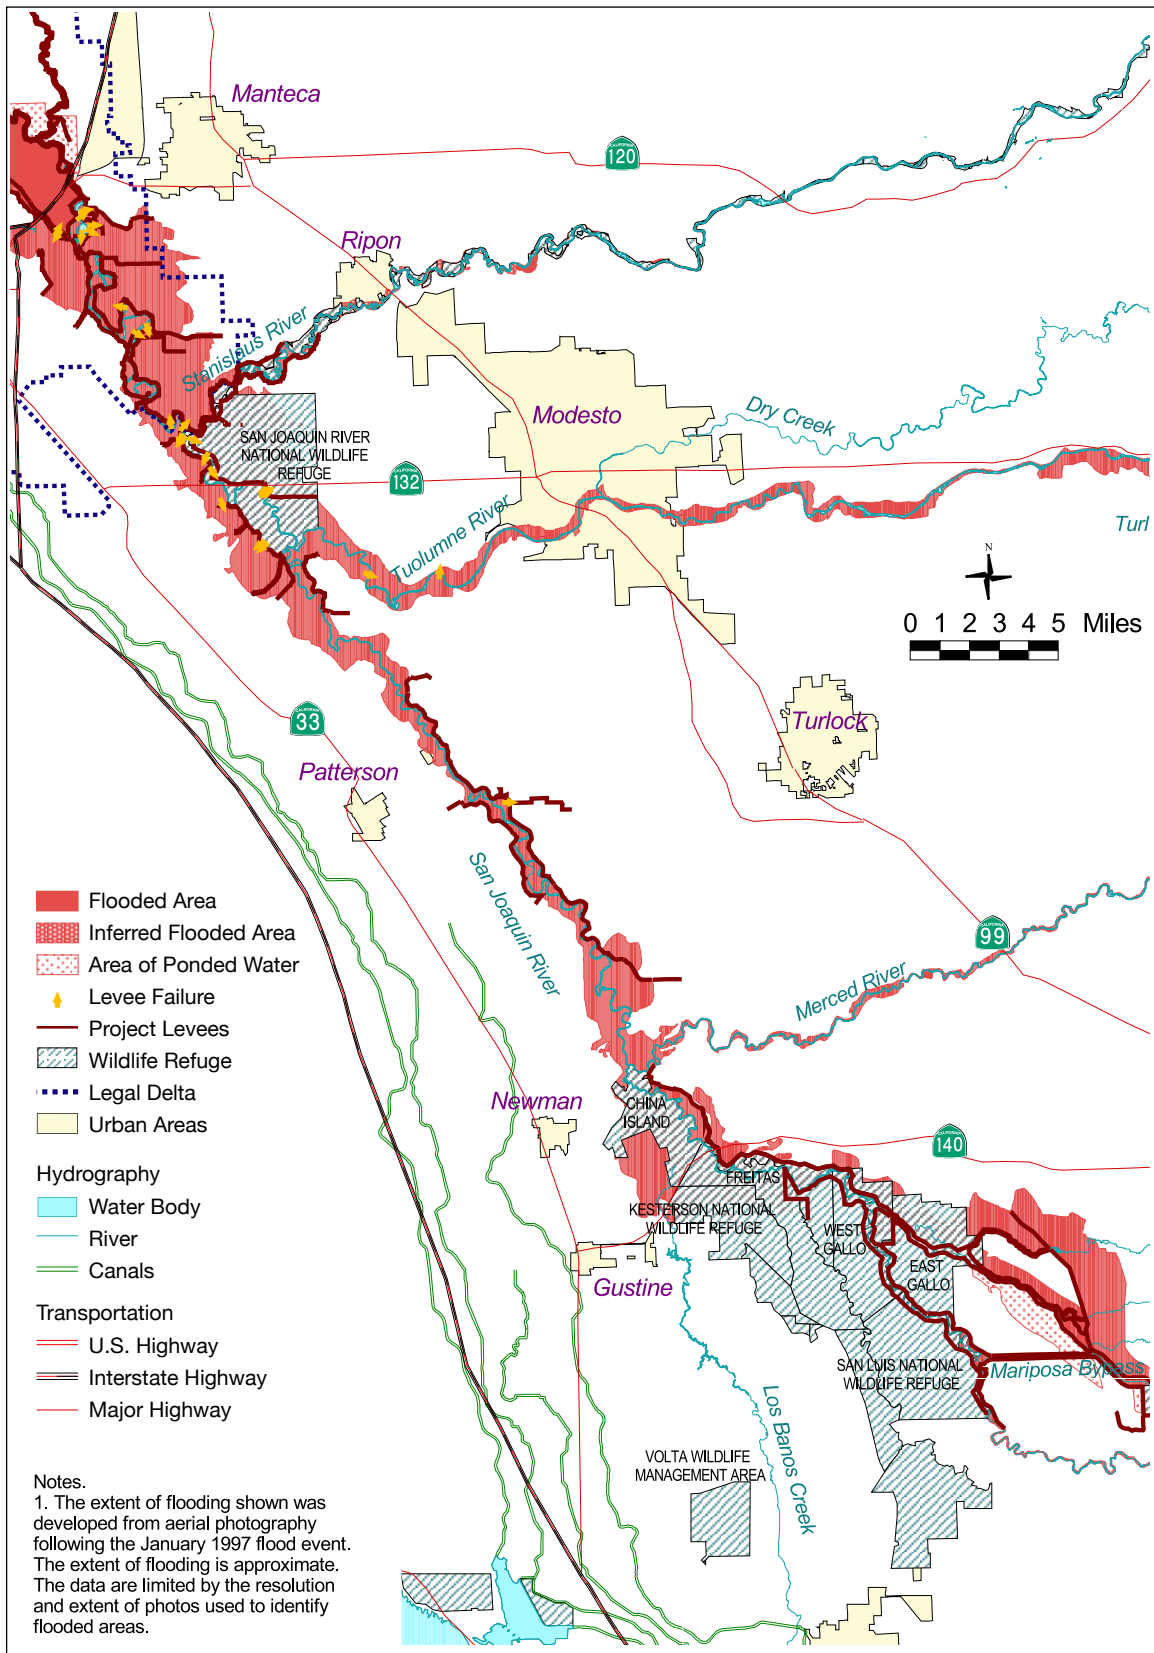 Manteca
CALIFORNIA
120
Ripon
Stanislaus River
Modesto
Dry Creek
SAN JOAQUIN RIVER
NATIONAL WILDLIFE
REFUGE
CALIFORNIA
132
Tuolumne River
Turl
N
0 1 2 3 4 5 Miles
CALIFORNIA
33
Turlock
Patterson
San Joaquin River
CALIFORNIA
99
Merced River
Flooded Area
Inferred Flooded Area
Area of Ponded Water
Levee Failure
Project Levees
Wildlife Refuge
Legal Delta
Urban Areas
Hydrography
Water Body
River
Canals
Transportation
U.S. Highway
Interstate Highway
Major Highway
Newman
CHINA
ISLAND
CALIFORNIA
140
FREITAS
KESTERSON NATIONAL
WILDLIFE REFUGE
WEST
GALLO
EAST
GALLO
Gustine
SAN LUIS NATIONAL
WILDLIFE REFUGE
Mariposa Bypass
Los Banos Creek
VOLTA WILDLIFE
MANAGEMENT AREA
Notes.
1. The extent of flooding shown was
developed from aerial photography
following the January 1997 flood event.
The extent of flooding is approximate.
The data are limited by the resolution
and extent of photos used to identify
flooded areas.